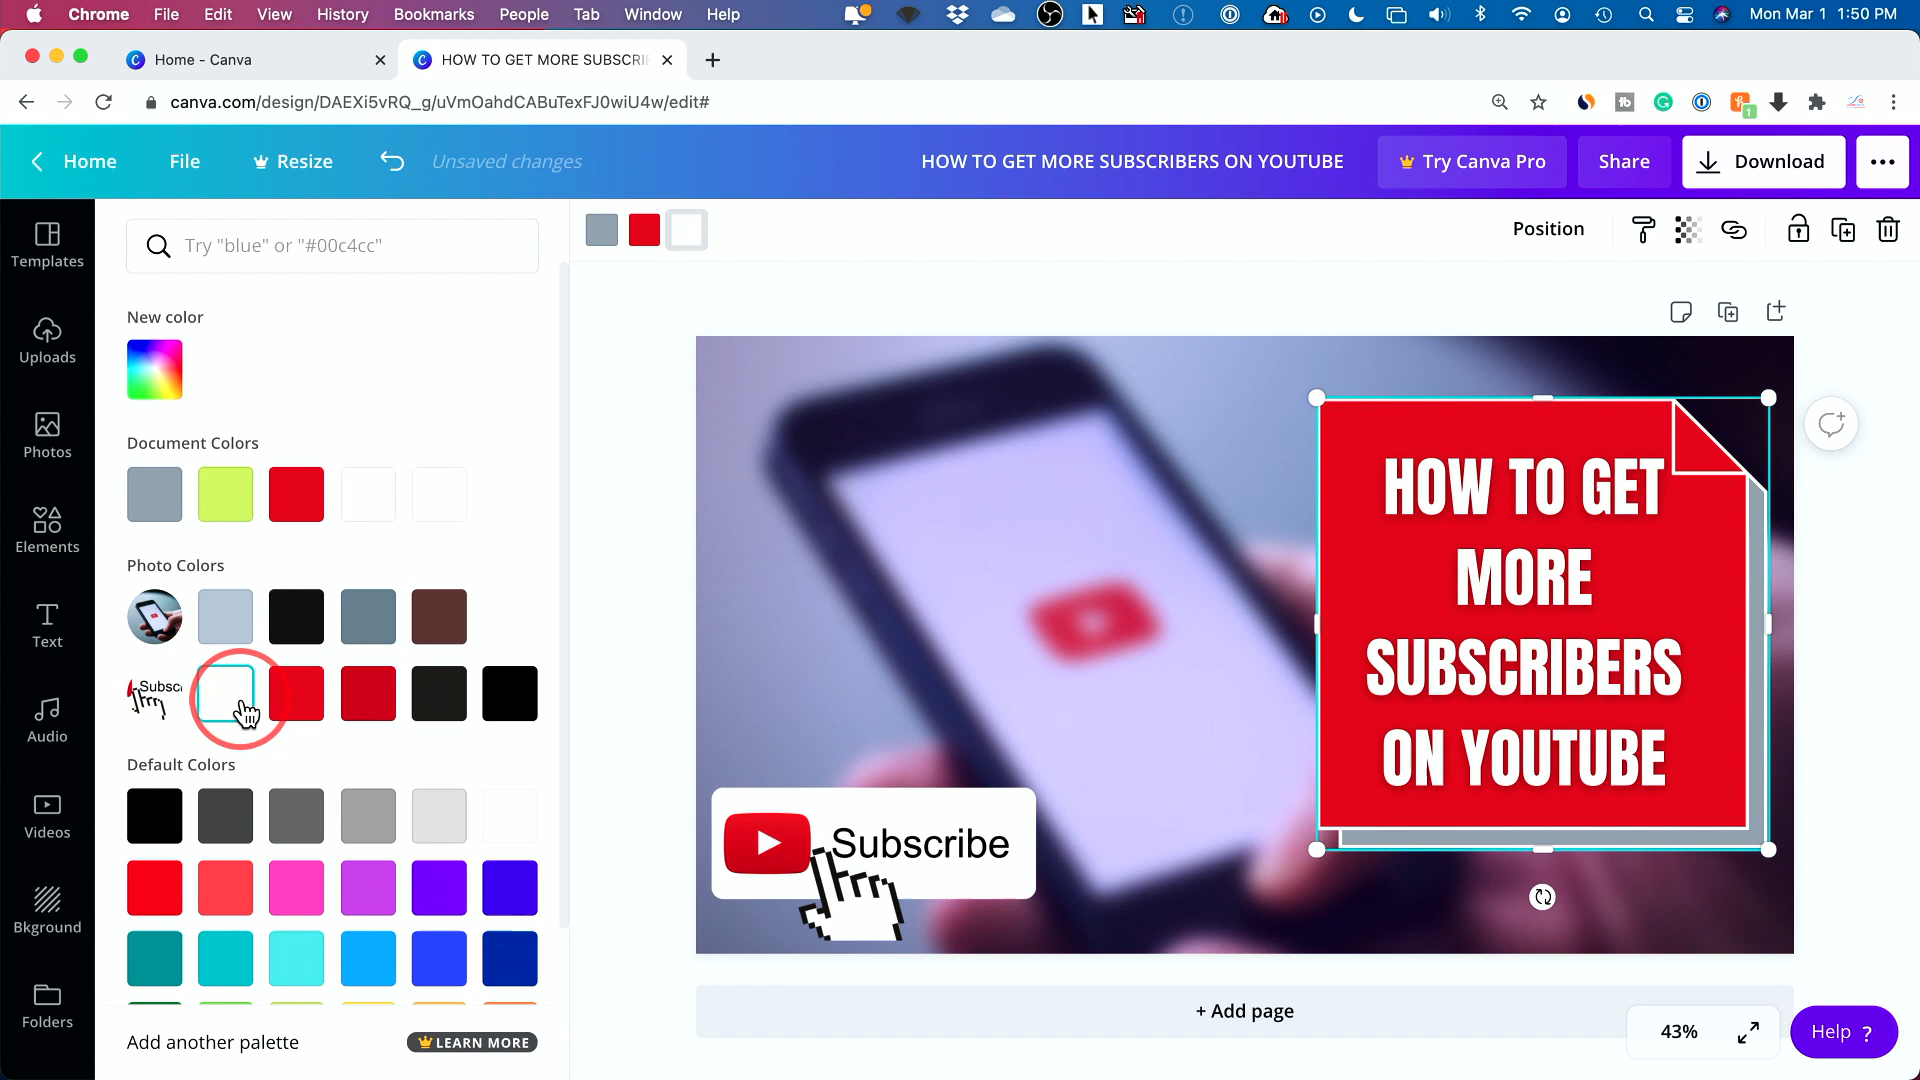 Chrome File Edit View History Bookmarks People Tab Window Help Mon Mar 1 1:50 PM
Home - Canva
HOW TO GET MORE SUBSCRIB
canva.com/design/DAEXi5vRQ_g/uVmOahdCABuTexFJ0wiU4w/edit#
Home File Resize Unsaved changes HOW TO GET MORE SUBSCRIBERS ON YOUTUBE Try Canva Pro Share Download
Templates
Uploads
Photos
Elements
Text
Audio
Videos
Bkground
Folders
Try "blue" or "#00c4cc"
New color
Document Colors
Photo Colors
Subsc
Default Colors
Add another palette LEARN MORE
Position
HOW TO GET
MORE
SUBSCRIBERS
ON YOUTUBE
Subscribe
+ Add page
43%
Help ?